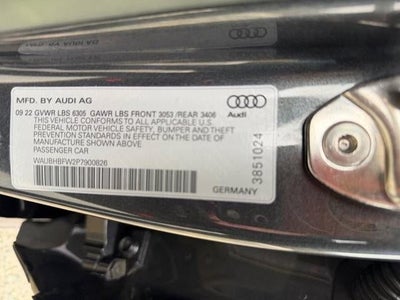 MFD. BY AUDI AG
Audi
09 22 GVWR LBS 6305 GAWR LBS FRONT 3053 /REAR 3406
THIS VEHICLE CONFORMS TO ALL APPLICABLE U.S.
FEDERAL MOTOR VEHICLE SAFETY, BUMPER AND THEFT
PREVENTION STANDARDS IN EFFECT ON THE DATE OF
MANUFACTURE SHOWN ABOVE
PASSENGER CAR
WAUBHBFW2P7900826
GERMANY
3851024